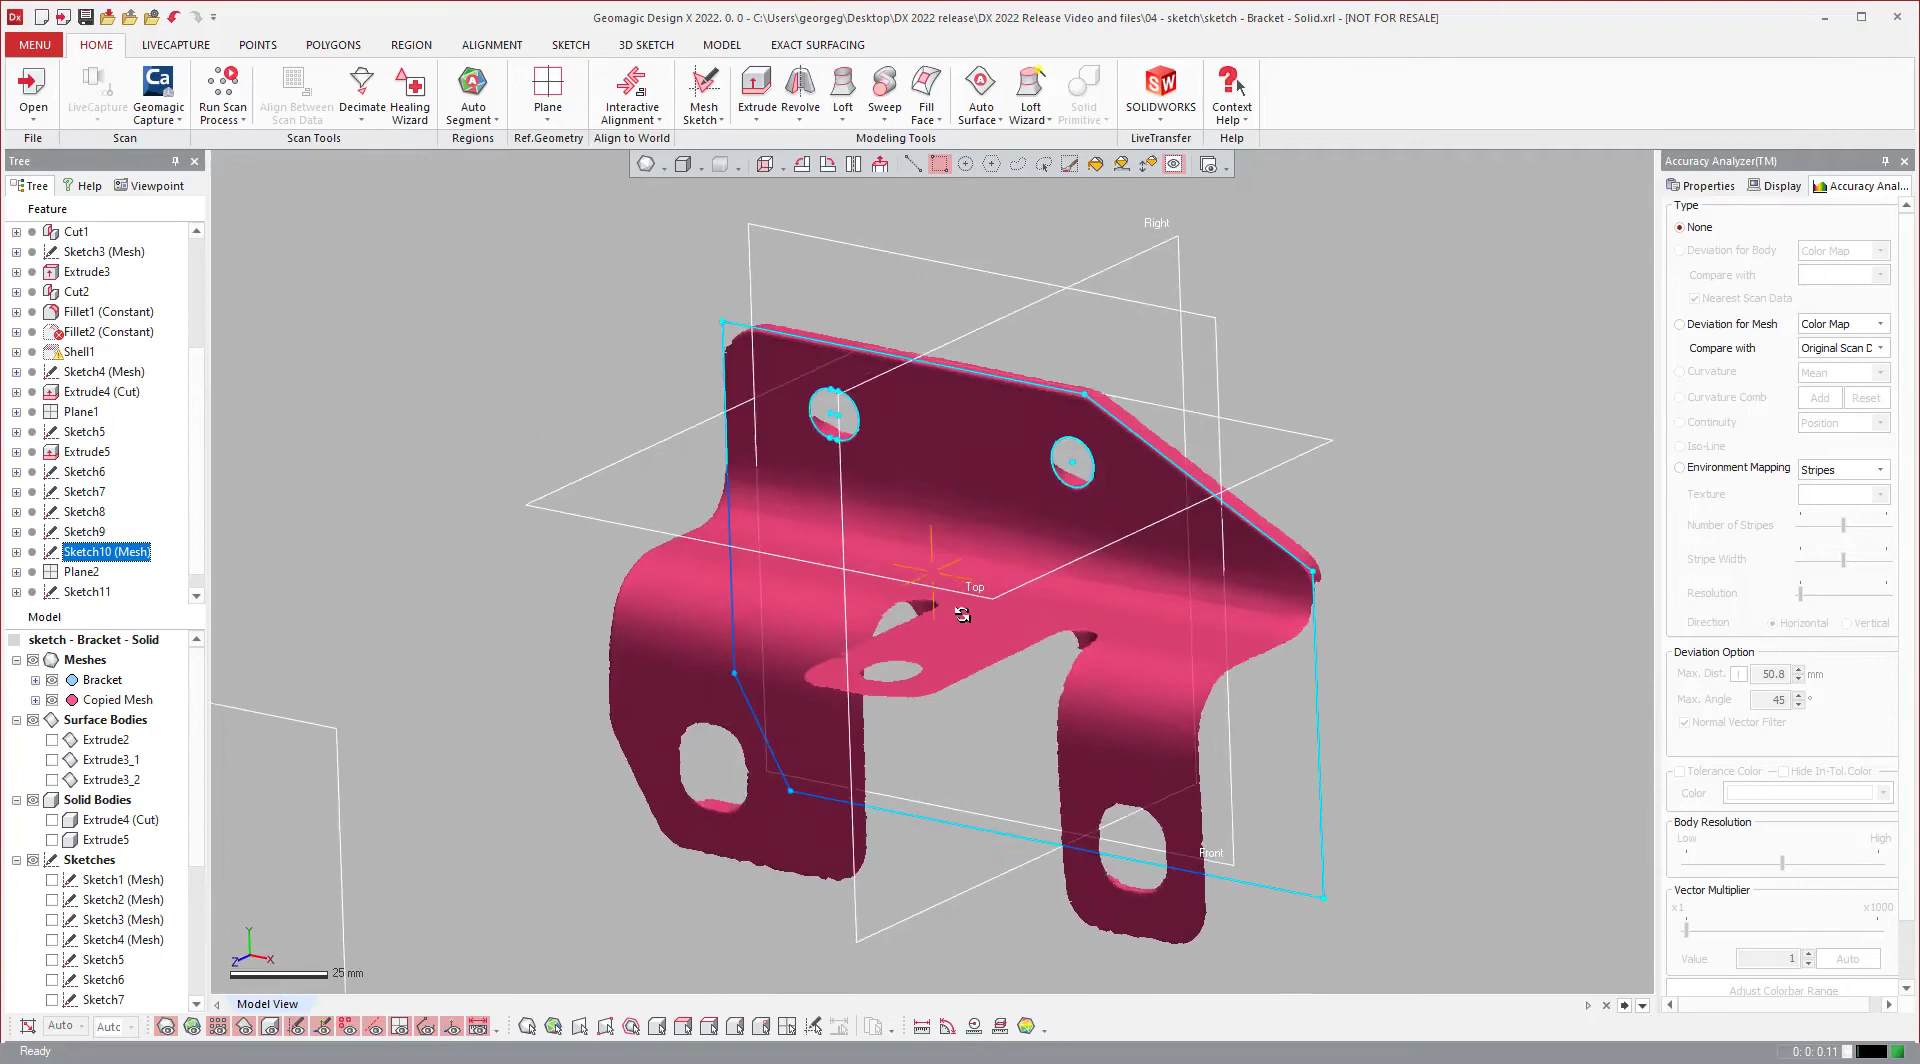 Dx
Geomagic Design X 2022. 0. 0 - C:\Users\georgeg\Desktop\DX 2022 release\DX 2022 Release Video and files\04 - sketch\sketch - Bracket - Solid.xrl - [NOT FOR RESALE]
MENU HOME LIVECAPTURE POINTS POLYGONS REGION ALIGNMENT SKETCH 3D SKETCH MODEL EXACT SURFACING
Ca SW
Open LiveCapture Geomagic Run Scan Align Between Decimate Healing Auto Plane Interactive Mesh Extrude Revolve Loft Sweep Fill Auto Loft Solid SOLIDWORKS Context
Capture Process Scan Data Wizard Segment Alignment Sketch Face Surface Wizard Primitive Help
File Scan Scan Tools Regions Ref.Geometry Align to World Modeling Tools LiveTransfer Help
Tree
Tree Help Viewpoint
Feature
Cut1
Sketch3 (Mesh)
Extrude3
Cut2
Fillet1 (Constant)
Fillet2 (Constant)
Shell1
Sketch4 (Mesh)
Extrude4 (Cut)
Plane1
Sketch5
Extrude5
Sketch6
Sketch7
Sketch8
Sketch9
Sketch10 (Mesh)
Plane2
Sketch11
Model
sketch - Bracket - Solid
Meshes
Bracket
Copied Mesh
Surface Bodies
Extrude2
Extrude3_1
Extrude3_2
Solid Bodies
Extrude4 (Cut)
Extrude5
Sketches
Sketch1 (Mesh)
Sketch2 (Mesh)
Sketch3 (Mesh)
Sketch4 (Mesh)
Sketch5
Sketch6
Sketch7
Right
Top
Front
Y
Z X
25 mm
Model View
Accuracy Analyzer(TM)
Properties Display Accuracy Anal...
Type
None
Deviation for Body Color Map
Compare with
Nearest Scan Data
Deviation for Mesh Color Map
Compare with Original Scan D
Curvature Mean
Curvature Comb Add Reset
Continuity Position
Iso-Line
Environment Mapping Stripes
Texture
Number of Stripes
Stripe Width
Resolution
Direction Horizontal Vertical
Deviation Option
Max. Dist. ! 50.8 mm
Max. Angle 45 °
Normal Vector Filter
Tolerance Color Hide In-Tol.Color
Color
Body Resolution
Low High
Vector Multiplier
x1 x1000
Value 1 Auto
Adjust Colorbar Range
Auto Autc
Ready 0: 0: 0.11